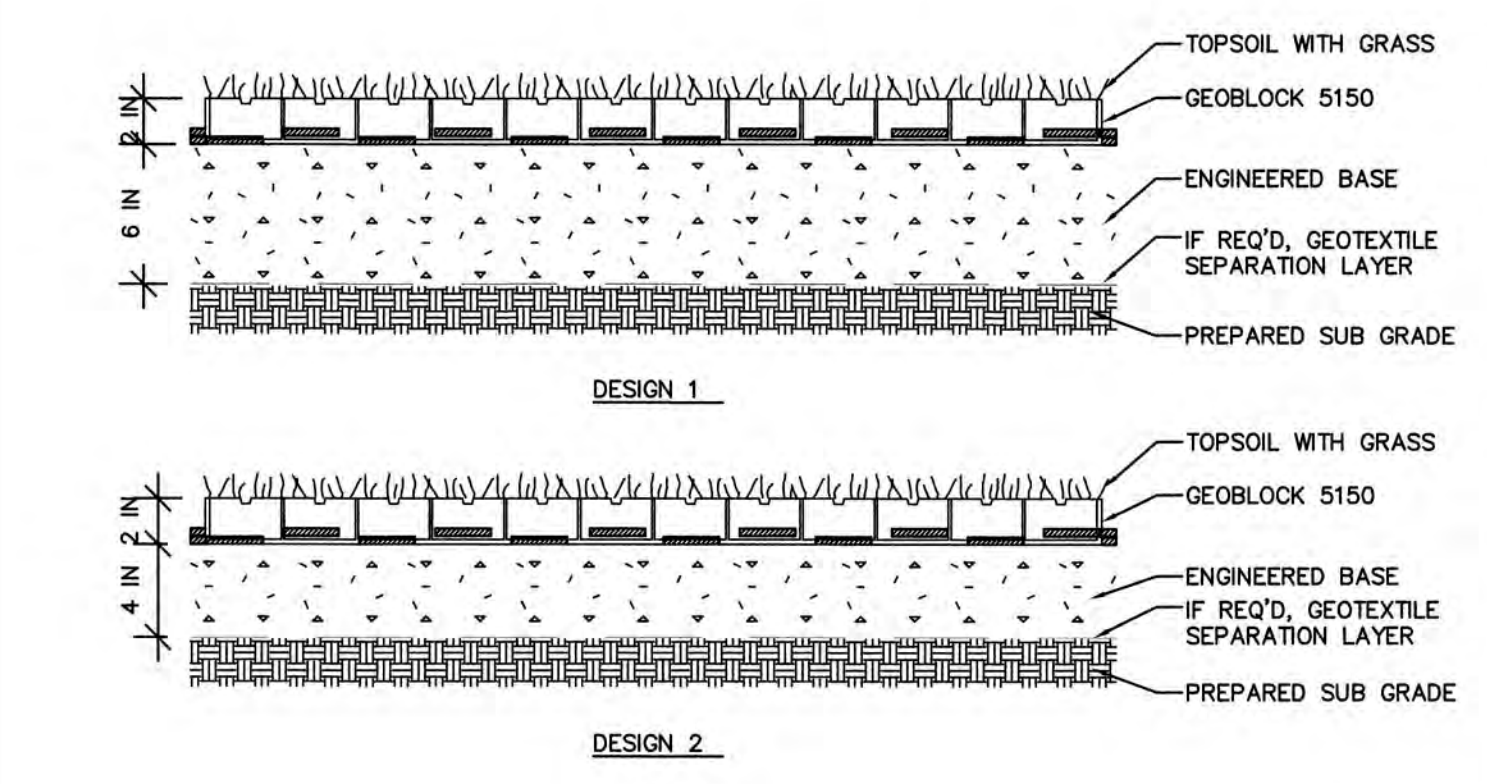 TOPSOIL WITH GRASS
2 IN
GEOBLOCK 5150
ENGINEERED BASE
6 IN
IF REQ'D, GEOTEXTILE
SEPARATION LAYER
PREPARED SUB GRADE
DESIGN 1
TOPSOIL WITH GRASS
2 IN
GEOBLOCK 5150
4 IN
ENGINEERED BASE
IF REQ'D, GEOTEXTILE
SEPARATION LAYER
PREPARED SUB GRADE
DESIGN 2